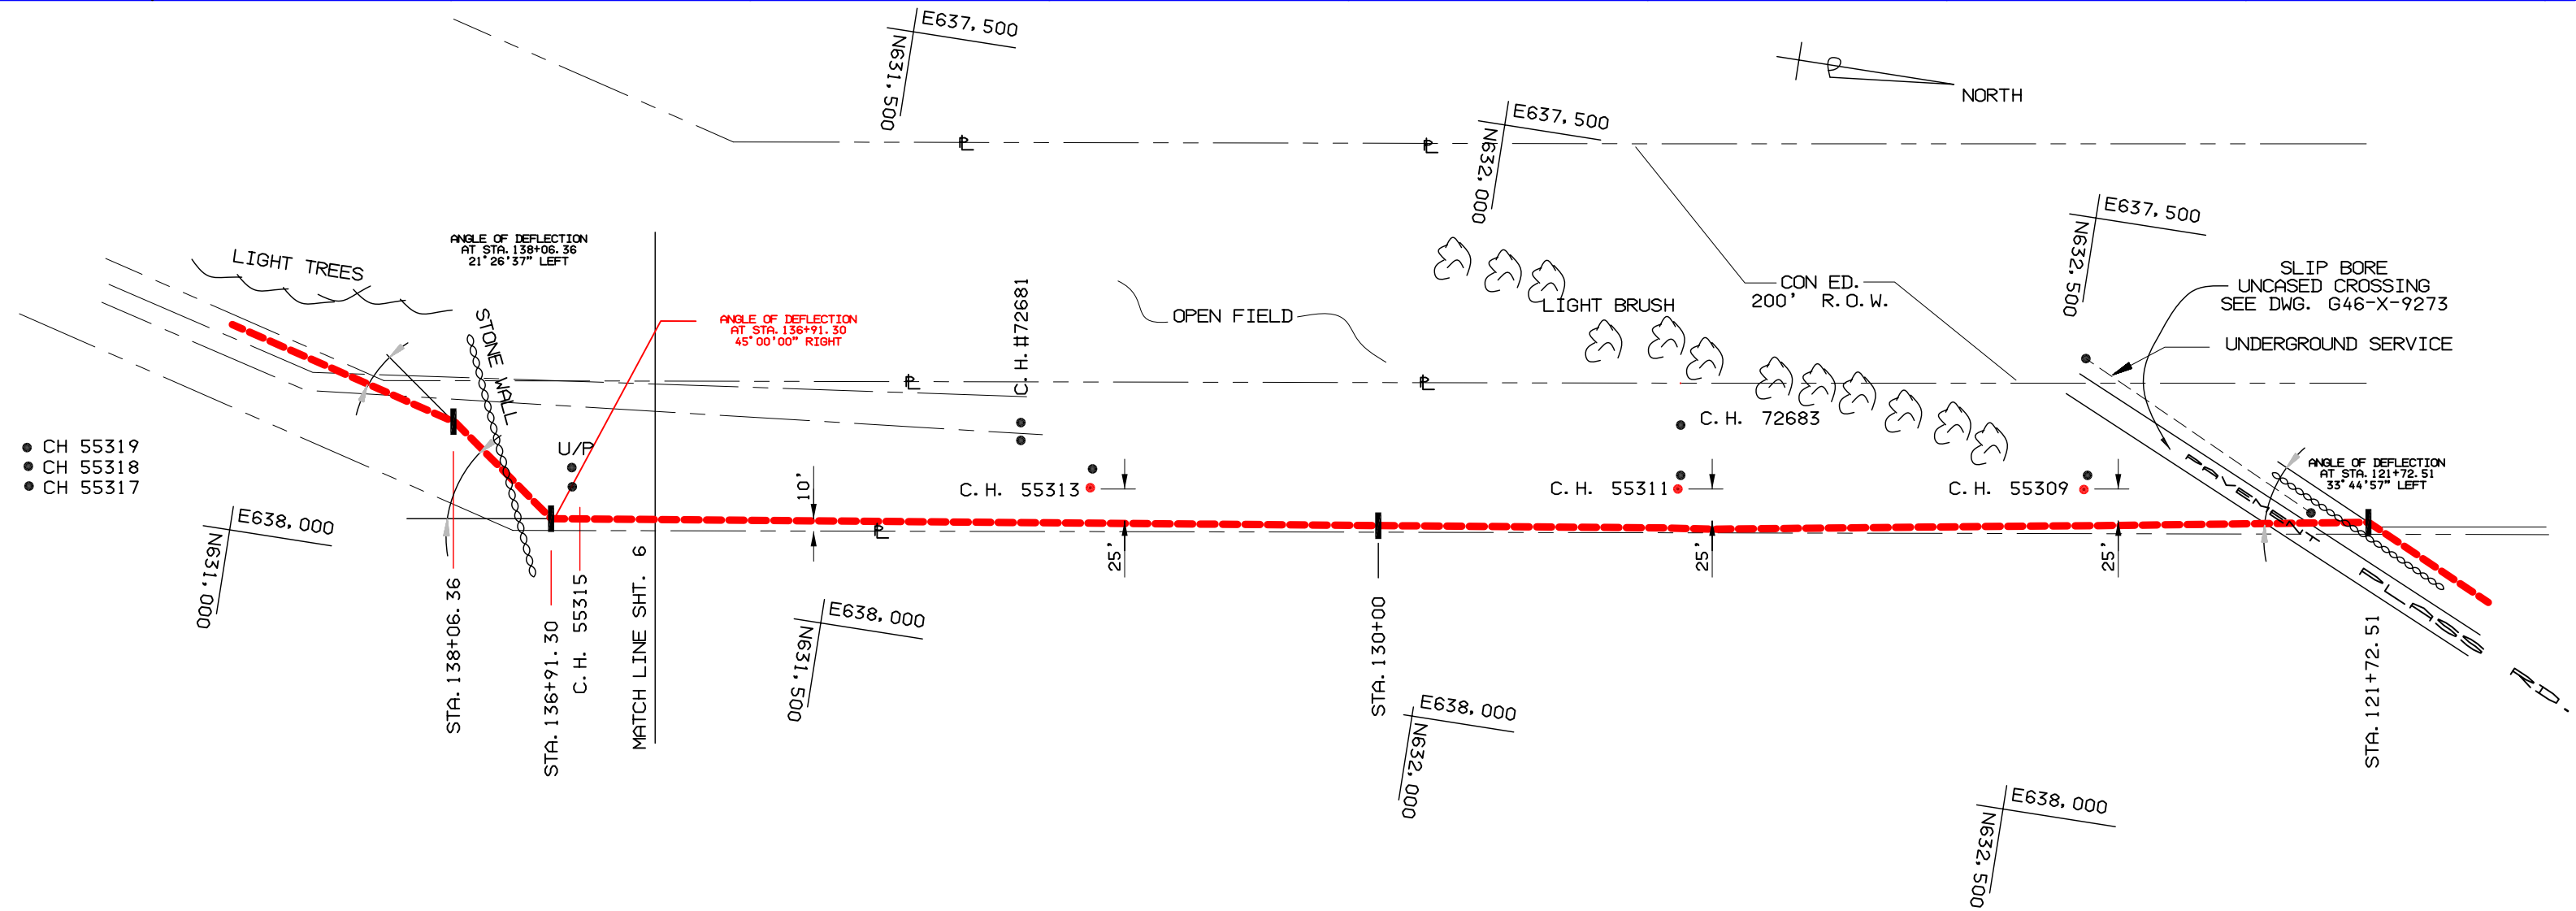 E637,500
N631,500
NORTH
E637,500
N632,000
E637,500
N632,500
ANGLE OF DEFLECTION
AT STA. 138+06.36
21°26'37" LEFT
LIGHT TREES
STONE WALL
ANGLE OF DEFLECTION
AT STA. 136+91.30
45°00'00" RIGHT
C.H.#72681
OPEN FIELD
LIGHT BRUSH
CON ED.
200' R.O.W.
SLIP BORE
UNCASED CROSSING
SEE DWG. G46-X-9273
UNDERGROUND SERVICE
PL
PL
PL
PL
PL
CH 55319
CH 55318
CH 55317
U/P
C.H. 72683
C.H. 55313
C.H. 55311
C.H. 55309
ANGLE OF DEFLECTION
AT STA. 121+72.51
33°44'57" LEFT
PAVEMENT
PLASS RD.
10'
25'
25'
25'
E638,000
N631,000
STA. 138+06.36
STA. 136+91.30
C.H. 55315
MATCH LINE SHT. 6
E638,000
N631,500
STA. 130+00
E638,000
N632,000
STA. 121+72.51
E638,000
N632,500